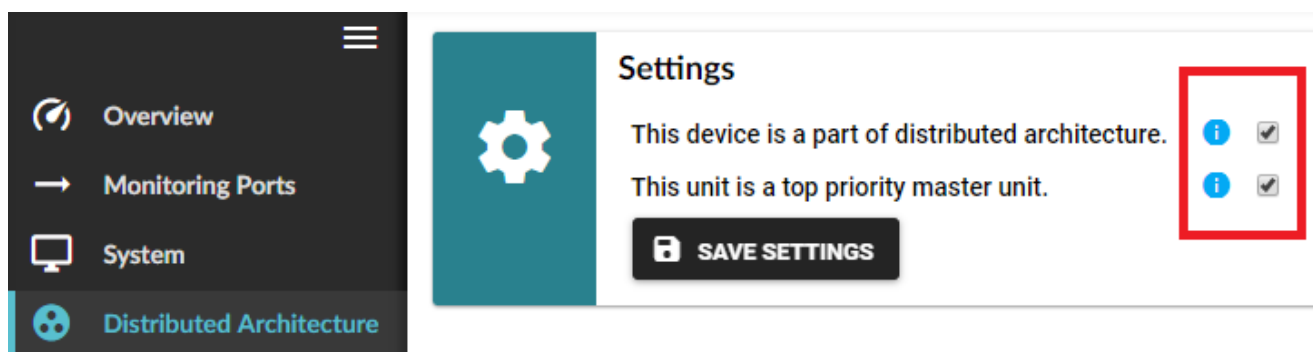 Overview
Monitoring Ports
System
Distributed Architecture
Settings
This device is a part of distributed architecture.
This unit is a top priority master unit.
SAVE SETTINGS